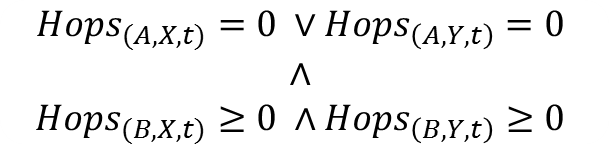 Hops₍A,X,t₎ = 0 ∨ Hops₍A,Y,t₎ = 0
∧
Hops₍B,X,t₎ ≥ 0 ∧ Hops₍B,Y,t₎ ≥ 0